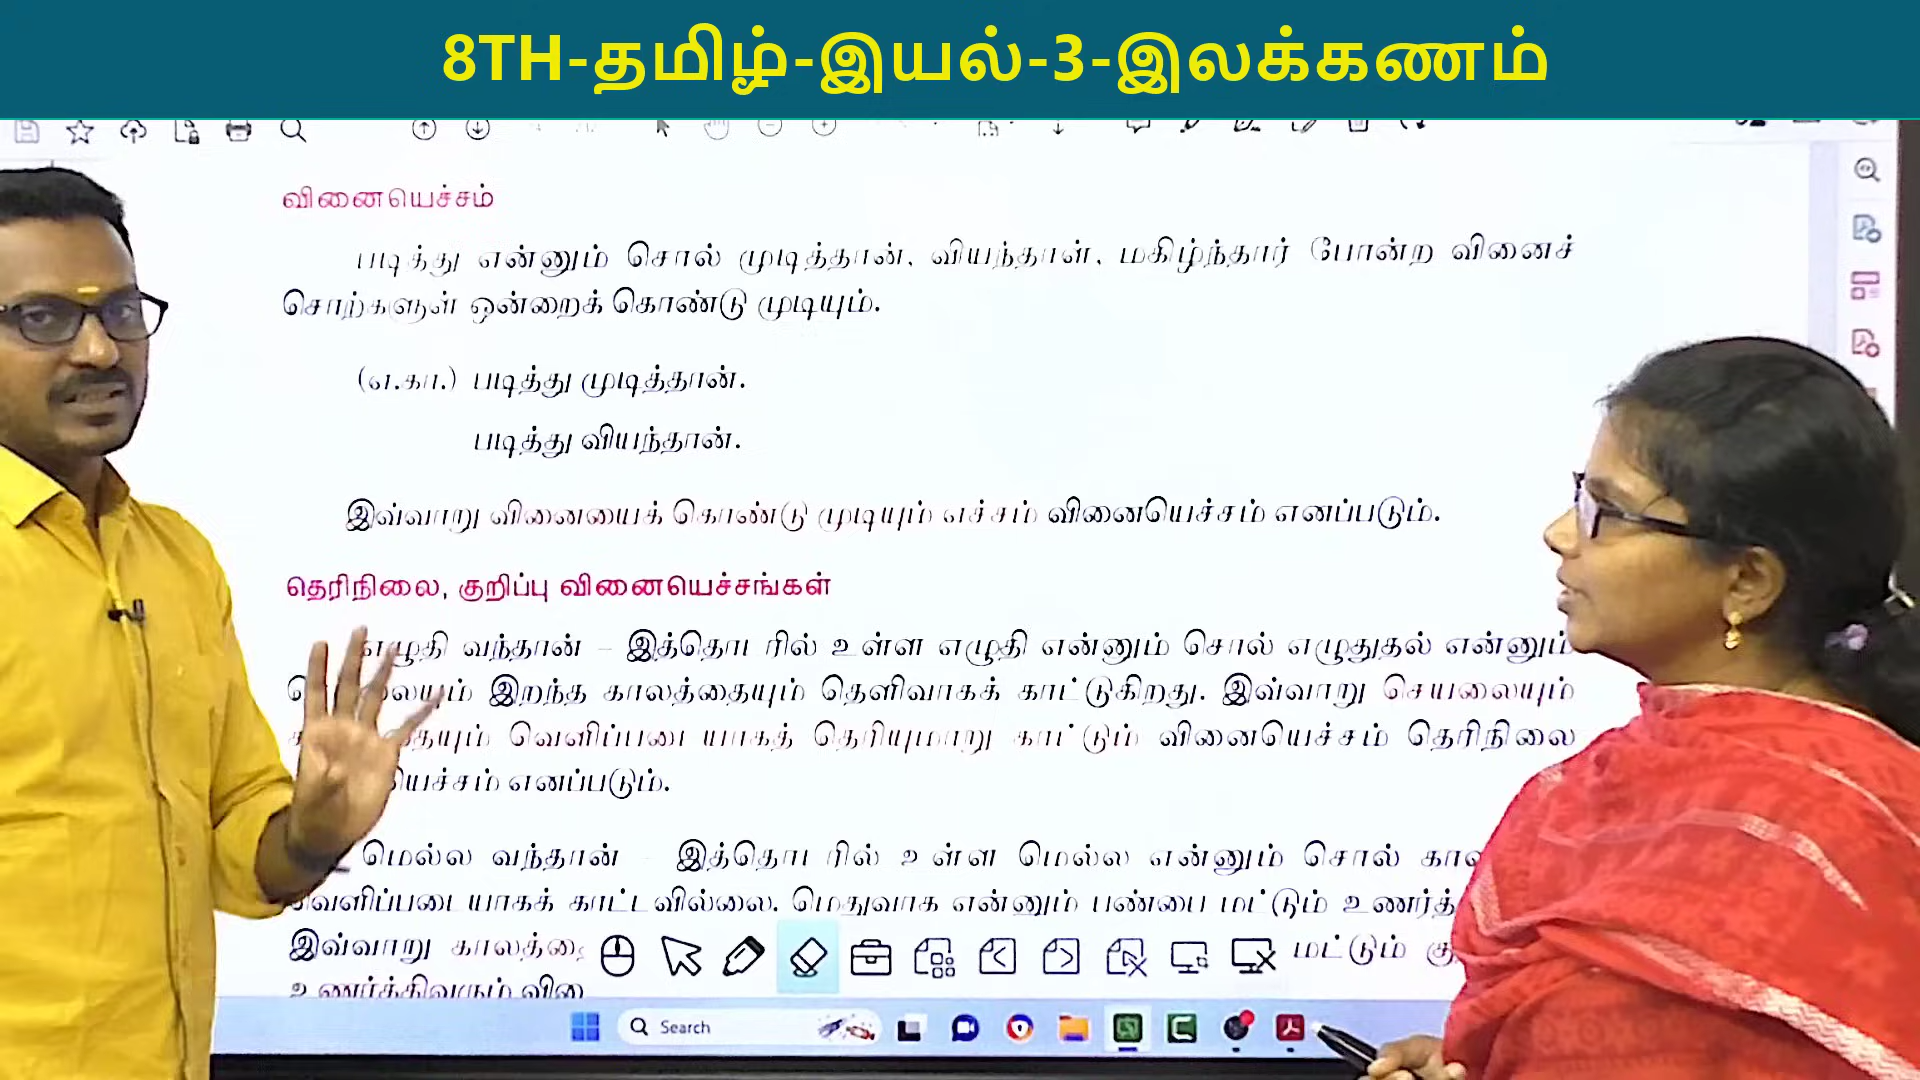 8TH-தமிழ்-இயல்-3-இலக்கணம்
வினையெச்சம்
படித்து என்னும் சொல் முடித்தான், வியந்தாள், மகிழ்ந்தார் போன்ற வினைச்
சொற்களுள் ஒன்றைக் கொண்டு முடியும்.
(எ.கா.) படித்து முடித்தான்.
படித்து வியந்தான்.
இவ்வாறு வினையைக் கொண்டு முடியும் எச்சம் வினையெச்சம் எனப்படும்.
தெரிநிலை, குறிப்பு வினையெச்சங்கள்
எழுதி வந்தான் – இத்தொடரில் உள்ள எழுதி என்னும் சொல் எழுதுதல் என்னும்
இறந்த காலத்தையும் தெளிவாகக் காட்டுகிறது. இவ்வாறு செயலையும்
வெளிப்படையாகத் தெரியுமாறு காட்டும் வினையெச்சம் தெரிநிலை
எனப்படும்.
மெல்ல வந்தான் – இத்தொடரில் உள்ள மெல்ல என்னும் சொல்
வெளிப்படையாகக் காட்டவில்லை. மெதுவாக என்னும் பண்பை மட்டும்
இவ்வாறு மட்டும்
Search